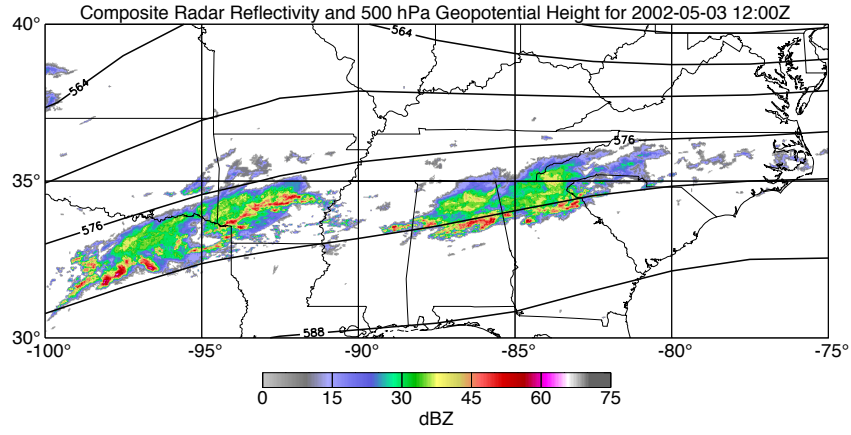 Composite Radar Reflectivity and 500 hPa Geopotential Height for 2002-05-03 12:00Z
40°
564
564
576
35°
576
588
30°
-100° -95° -90° -85° -80° -75°
0 15 30 45 60 75
dBZ